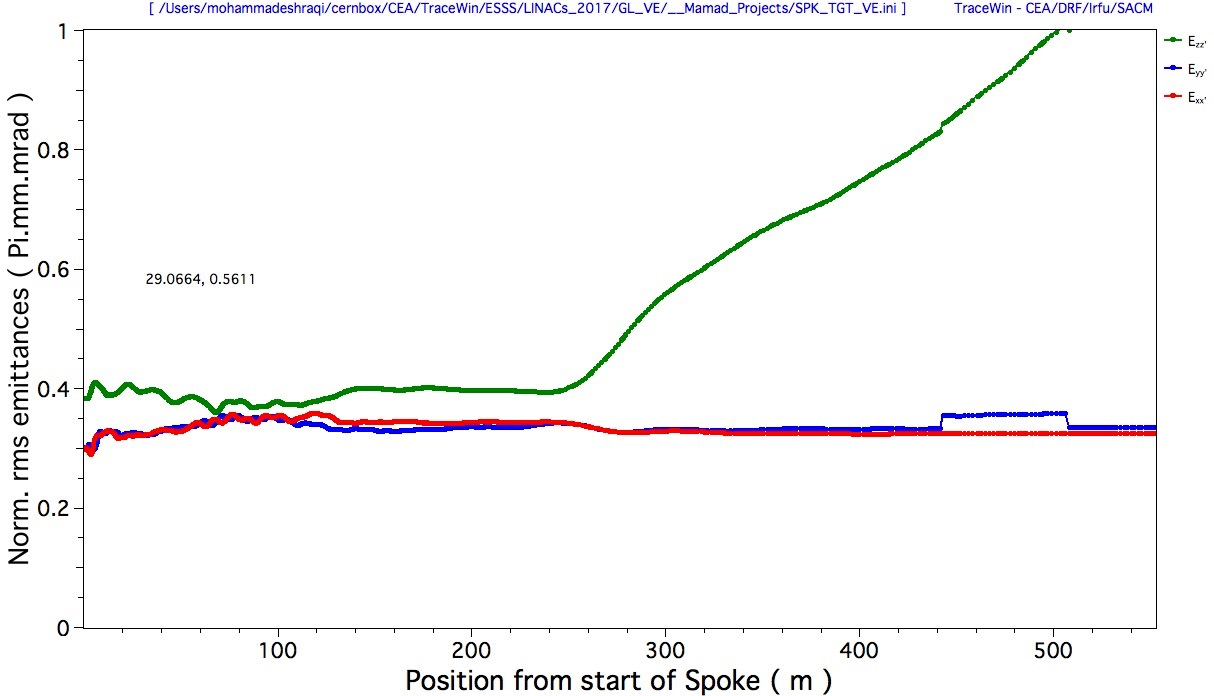 [ /Users/mohammadeshraqi/cernbox/CEA/TraceWin/ESSS/LINACs_2017/GL_VE/__Mamad_Projects/SPK_TGT_VE.ini ] TraceWin - CEA/DRF/Irfu/SACM
Ezz'
Eyy'
Exx'
Norm. rms emittances ( Pi.mm.mrad )
1
0.8
0.6
0.4
0.2
0
29.0664, 0.5611
100 200 300 400 500
Position from start of Spoke ( m )